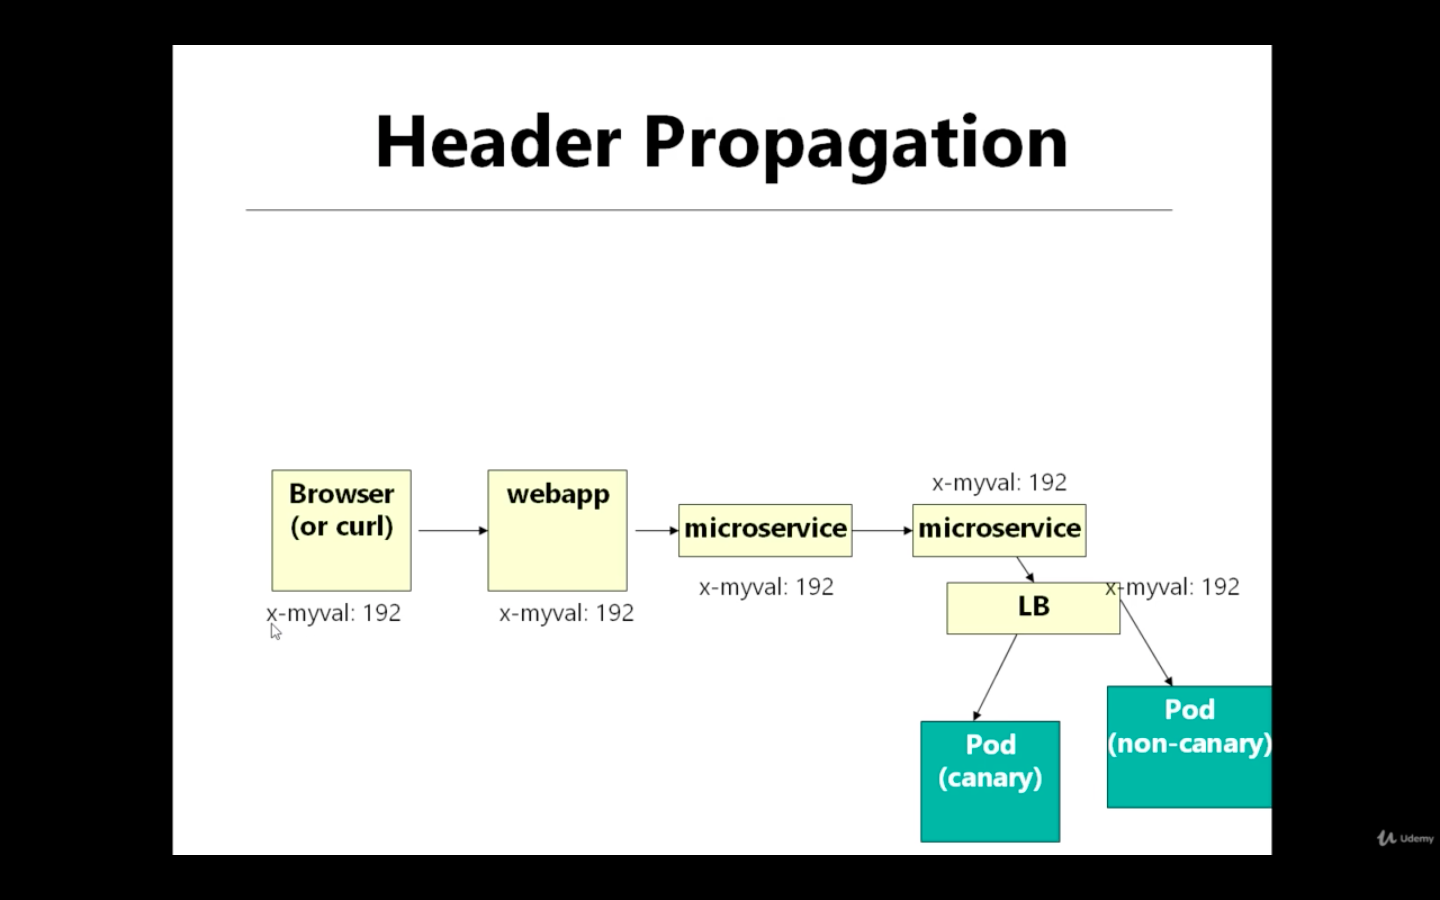 Header Propagation
Browser
(or curl)
x-myval: 192
webapp
x-myval: 192
microservice
x-myval: 192
x-myval: 192
microservice
LB
x-myval: 192
Pod
(canary)
Pod
(non-canary)
Udemy